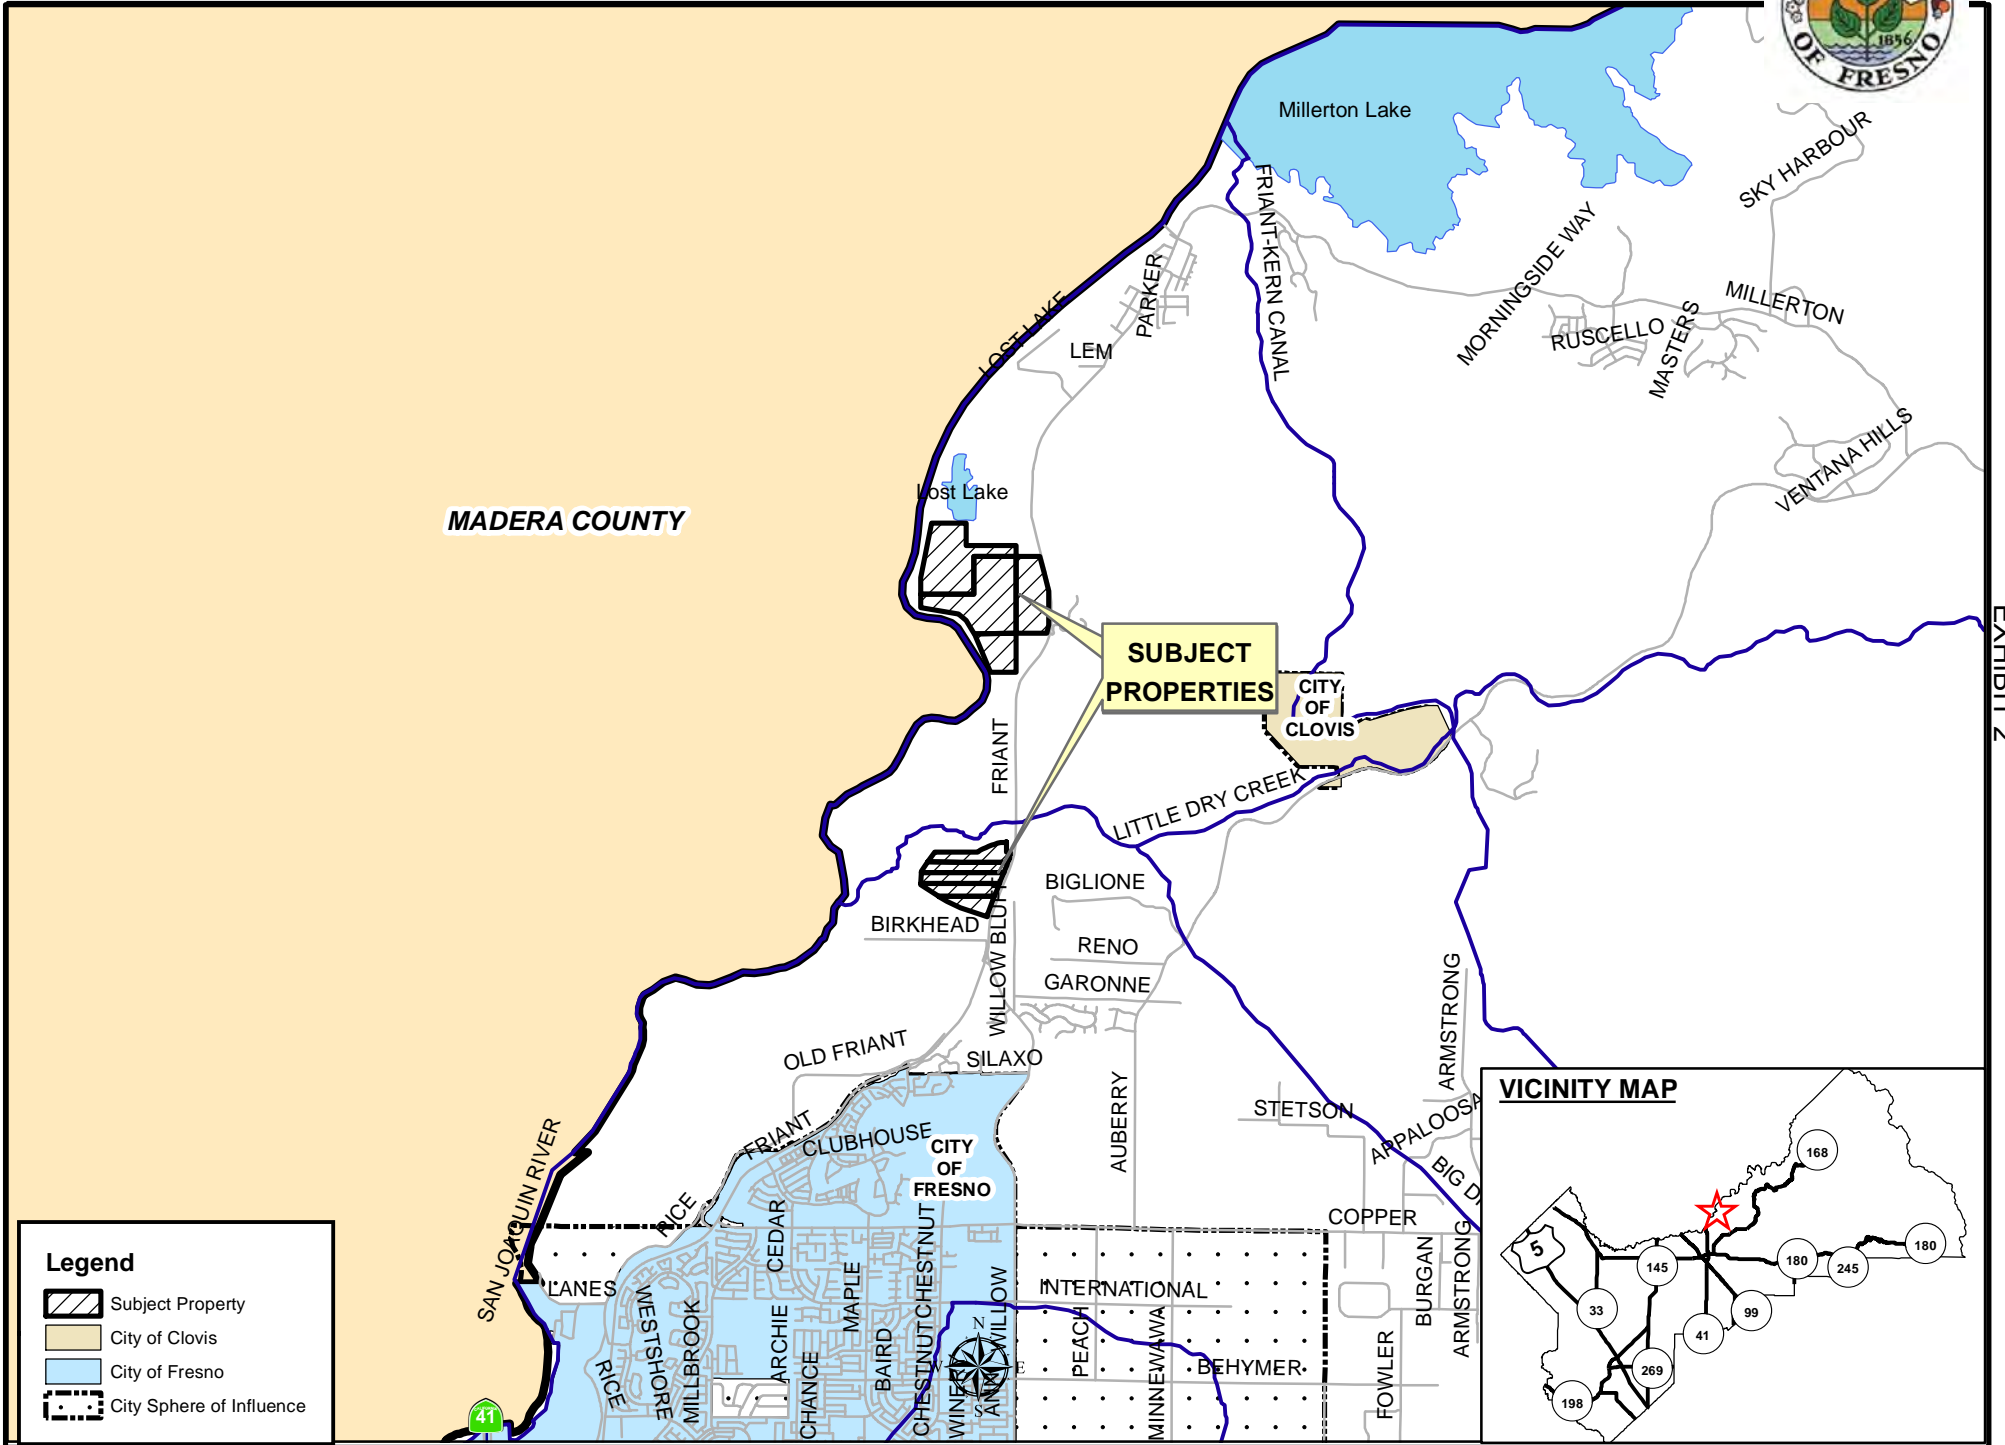 1856
OF FRESNO
Millerton Lake
SKY HARBOUR
FRIANT-KERN CANAL
MORNINGSIDE WAY
PARKER
MILLERTON
LOST LAKE
RUSCELLO
MASTERS
LEM
VENTANA HILLS
Lost Lake
MADERA COUNTY
EXHIBIT 2
SUBJECT
PROPERTIES
CITY
OF
CLOVIS
FRIANT
LITTLE DRY CREEK
BIGLIONE
WILLOW BLUFF
BIRKHEAD
RENO
GARONNE
ARMSTRONG
OLD FRIANT
SILAXO
AUBERRY
STETSON
APPALOOSA
BIG D
FRIANT
CLUBHOUSE
CITY
OF
FRESNO
SAN JOAQUIN RIVER
RICE
CEDAR
CHESTNUT
COPPER
BURGAN
ARMSTRONG
LANES
WESTSHORE
MILLBROOK
ARCHIE
MAPLE
BAIRD
CHANCE
CHESTNUT
WINERY
WILLOW
INTERNATIONAL
PEACH
MINNEWAWA
BEHYMER
FOWLER
RICE
N
W
E
S
41
Legend
Subject Property
City of Clovis
City of Fresno
City Sphere of Influence
VICINITY MAP
168
5
145
180
245
180
33
99
41
269
198